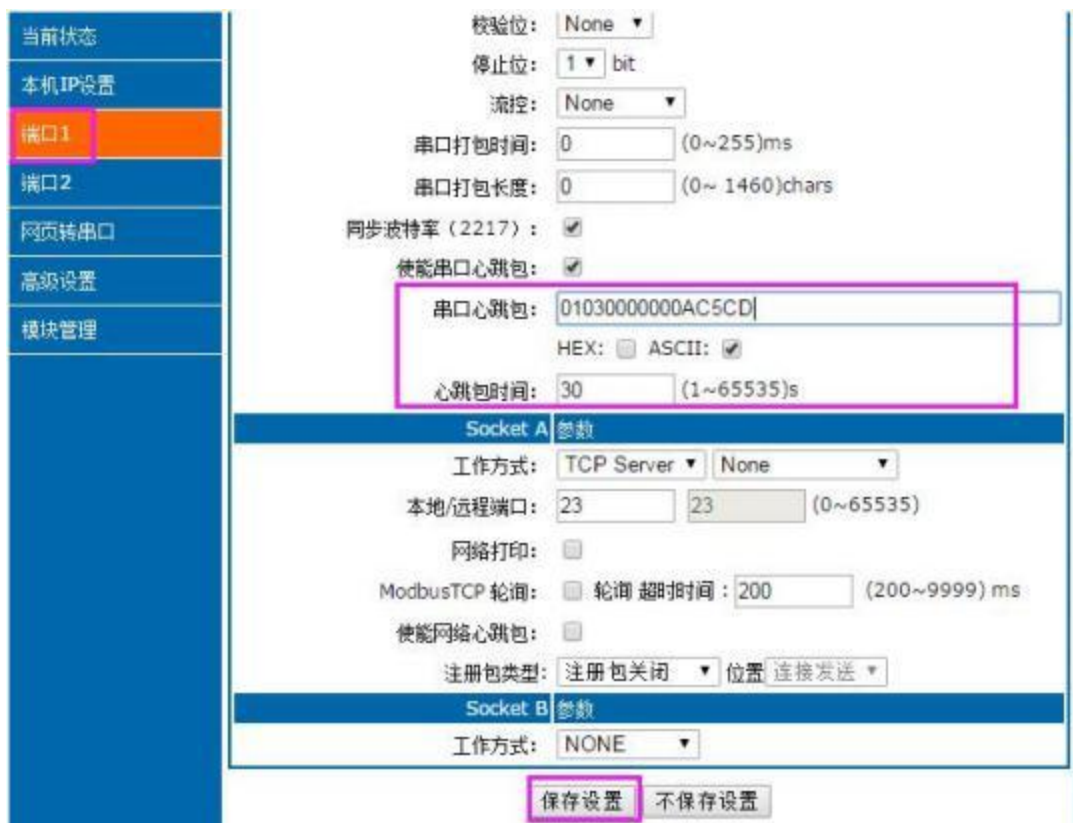 当前状态
本机IP设置
端口1
端口2
网页转串口
高级设置
模块管理
校验位: None
停止位: 1 bit
流控: None
串口打包时间: 0 (0~255)ms
串口打包长度: 0 (0~ 1460)chars
同步波特率（2217）:
使能串口心跳包:
串口心跳包: 01030000000AC5CD
HEX: ASCII:
心跳包时间: 30 (1~65535)s
Socket A 参数
工作方式: TCP Server None
本地/远程端口: 23 23 (0~65535)
网络打印:
ModbusTCP 轮询: 轮询 超时时间 : 200 (200~9999) ms
使能网络心跳包:
注册包类型: 注册包关闭 位置 连接发送
Socket B 参数
工作方式: NONE
保存设置 不保存设置